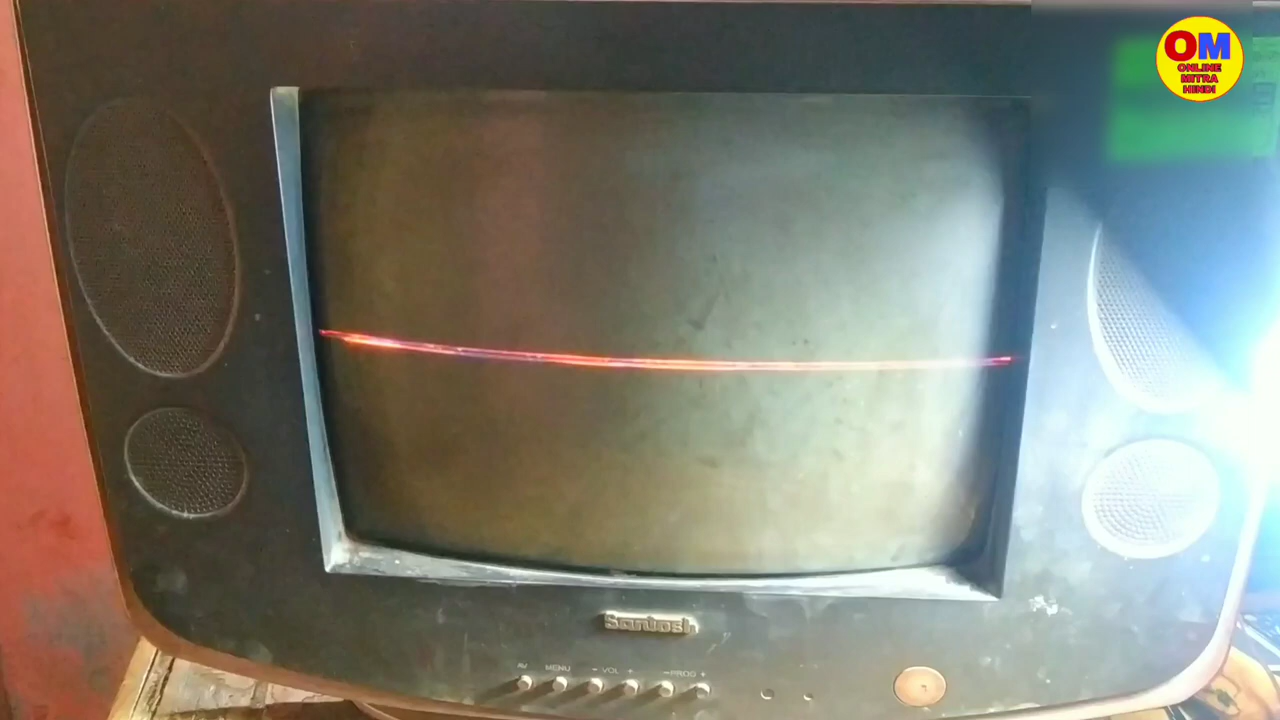 OM
ONLINE
MITRA
HINDI
Santosh
AV MENU - VOL + -PROG +